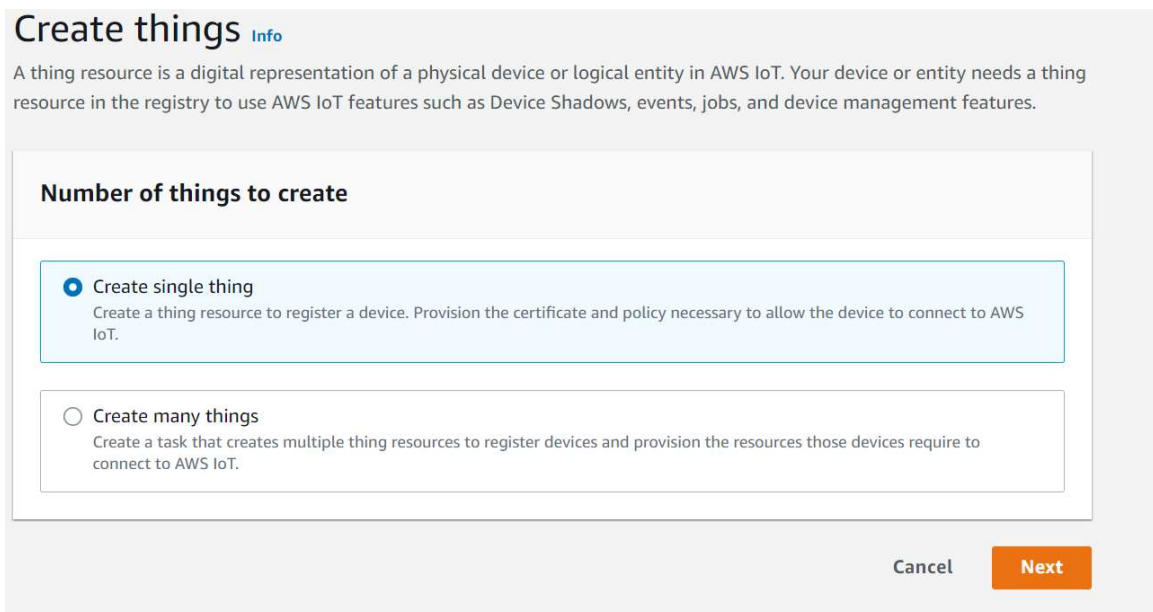 Create things Info
A thing resource is a digital representation of a physical device or logical entity in AWS IoT. Your device or entity needs a thing
resource in the registry to use AWS IoT features such as Device Shadows, events, jobs, and device management features.
Number of things to create
Create single thing
Create a thing resource to register a device. Provision the certificate and policy necessary to allow the device to connect to AWS
IoT.
Create many things
Create a task that creates multiple thing resources to register devices and provision the resources those devices require to
connect to AWS IoT.
Cancel Next